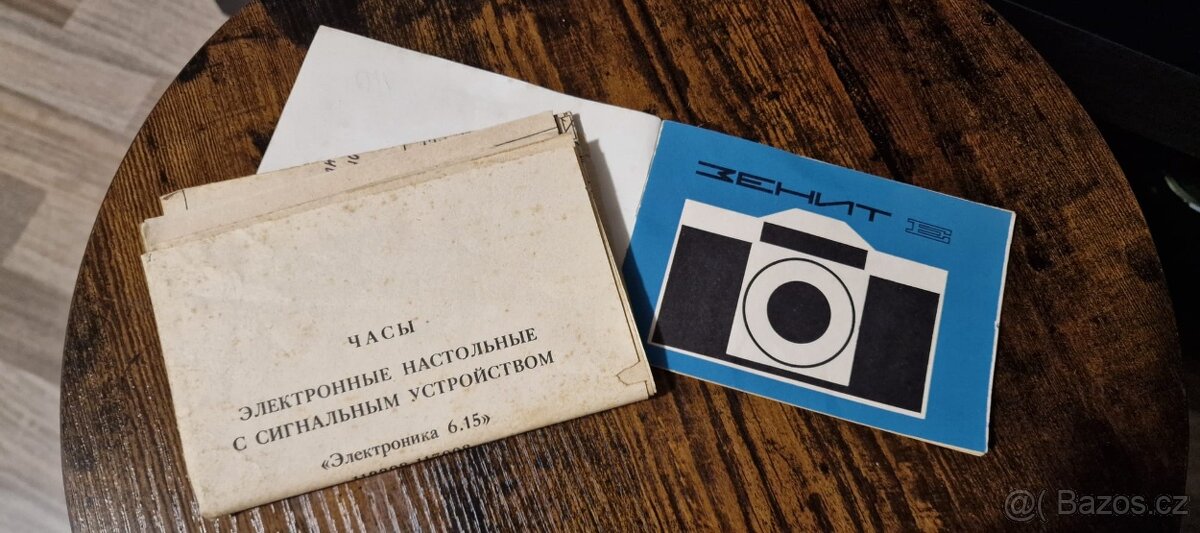 ЧАСЫ
ЭЛЕКТРОННЫЕ НАСТОЛЬНЫЕ
С СИГНАЛЬНЫМ УСТРОЙСТВОМ
«Электроника 6.15»
ЗЕНИТ E
@( Bazos.cz